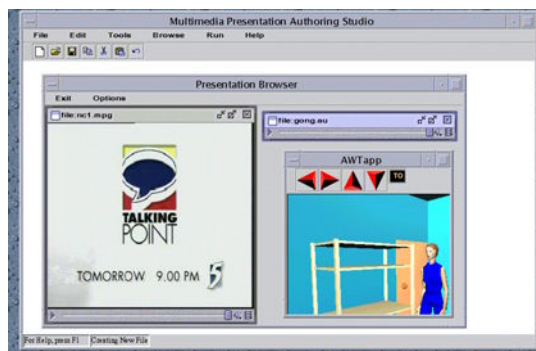 Multimedia Presentation Authoring Studio
File Edit Tools Browse Run Help
Presentation Browser
Exit Options
file:nc1.mpg
file:gong.au
AWTapp
TO
TALKING
POINT
TOMORROW 9.00 PM 5
For Help, press F1 Creating New File